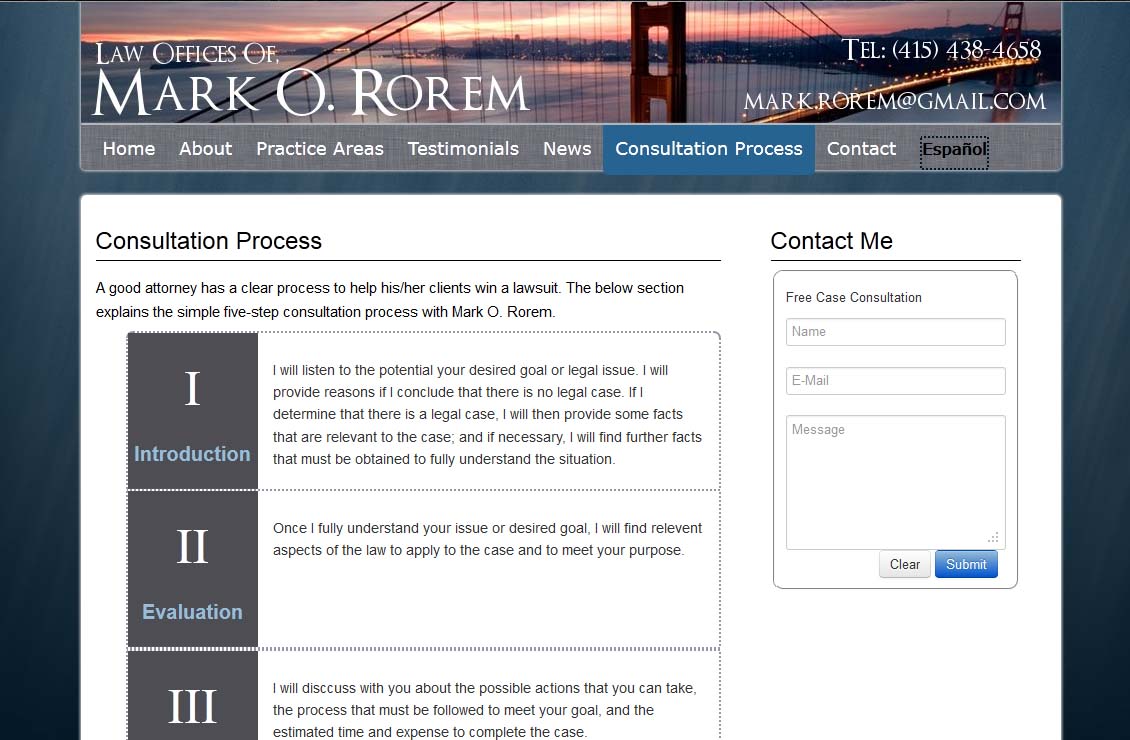 Law Offices Of,
Mark O. Rorem
Tel: (415) 438-4658
mark.rorem@gmail.com
Home About Practice Areas Testimonials News Consultation Process Contact Español
Consultation Process
A good attorney has a clear process to help his/her clients win a lawsuit. The below section
explains the simple five-step consultation process with Mark O. Rorem.
I
Introduction
I will listen to the potential your desired goal or legal issue. I will
provide reasons if I conclude that there is no legal case. If I
determine that there is a legal case, I will then provide some facts
that are relevant to the case; and if necessary, I will find further facts
that must be obtained to fully understand the situation.
II
Evaluation
Once I fully understand your issue or desired goal, I will find relevent
aspects of the law to apply to the case and to meet your purpose.
III
I will disccuss with you about the possible actions that you can take,
the process that must be followed to meet your goal, and the
estimated time and expense to complete the case.
Contact Me
Free Case Consultation
Name
E-Mail
Message
Clear Submit